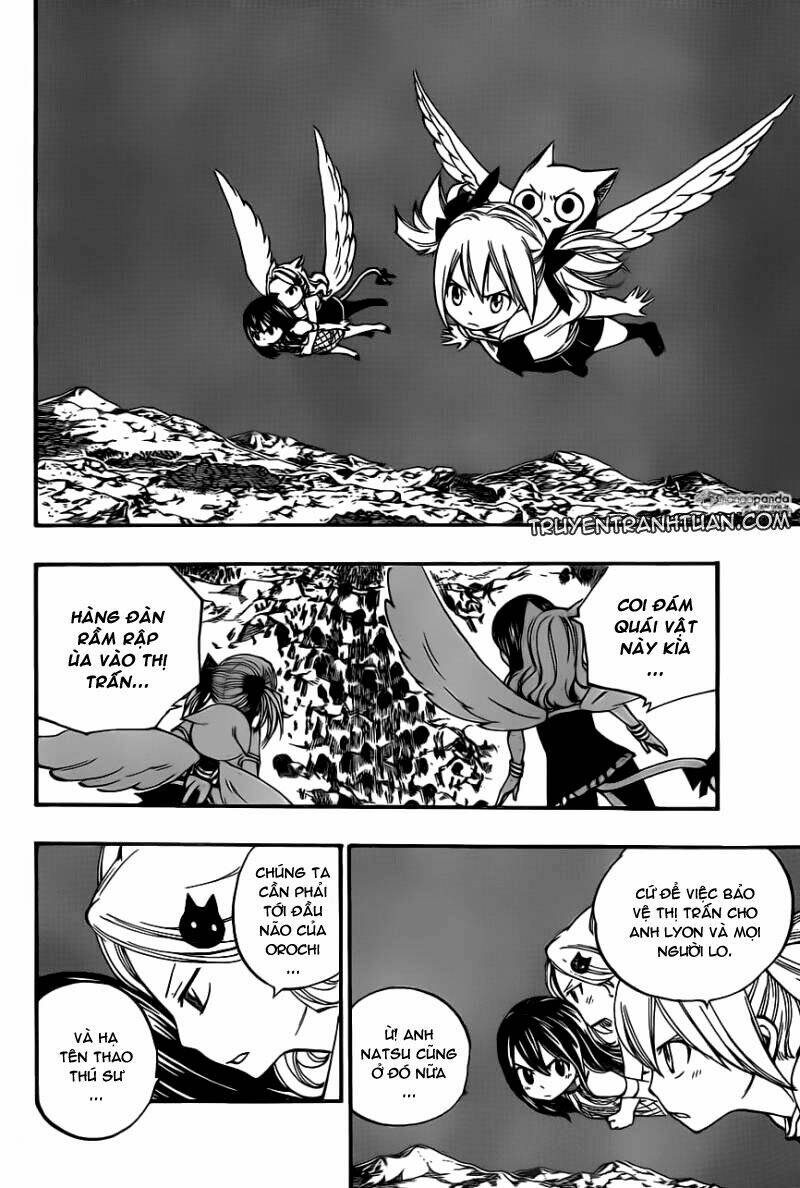 mangapanda
TRUYENTRANHTUAN.COM
COI ĐÁM
QUÁI VẬT
NÀY KÌA
...
HÀNG ĐÀN
RẦM RẬP
ÙA VÀO THỊ
TRẤN...
CỨ ĐỂ VIỆC BẢO
VỆ THỊ TRẤN CHO
ANH LYON VÀ MỌI
NGƯỜI LO.
Ừ! ANH
NATSU CŨNG
Ở ĐÓ NỮA
...
CHÚNG TA
CẦN PHẢI
TỚI ĐẦU
NÃO CỦA
OROCHI
...
VÀ HẠ
TÊN THAO
THÚ SƯ
...